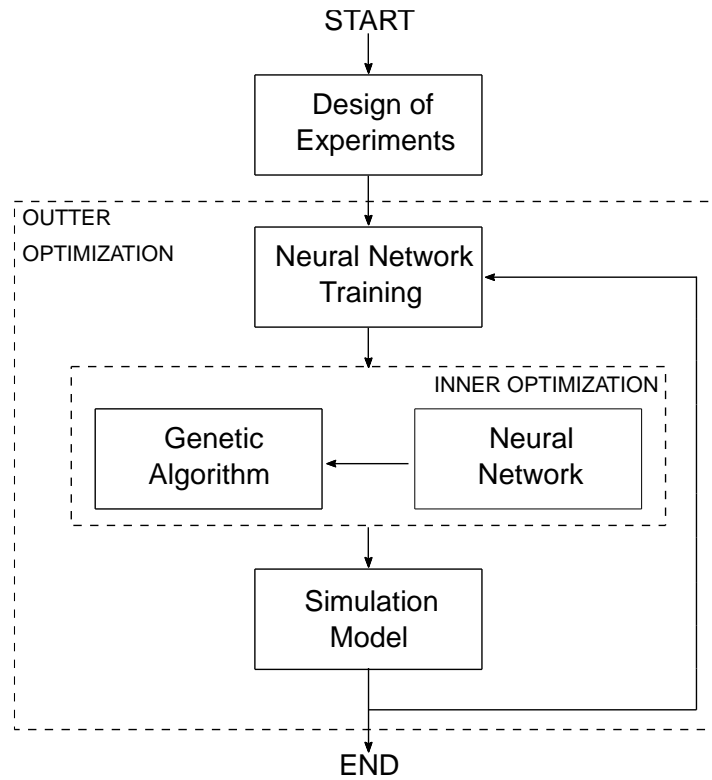 START
Design of
Experiments
OUTTER
OPTIMIZATION
Neural Network
Training
INNER OPTIMIZATION
Genetic
Algorithm
Neural
Network
Simulation
Model
END